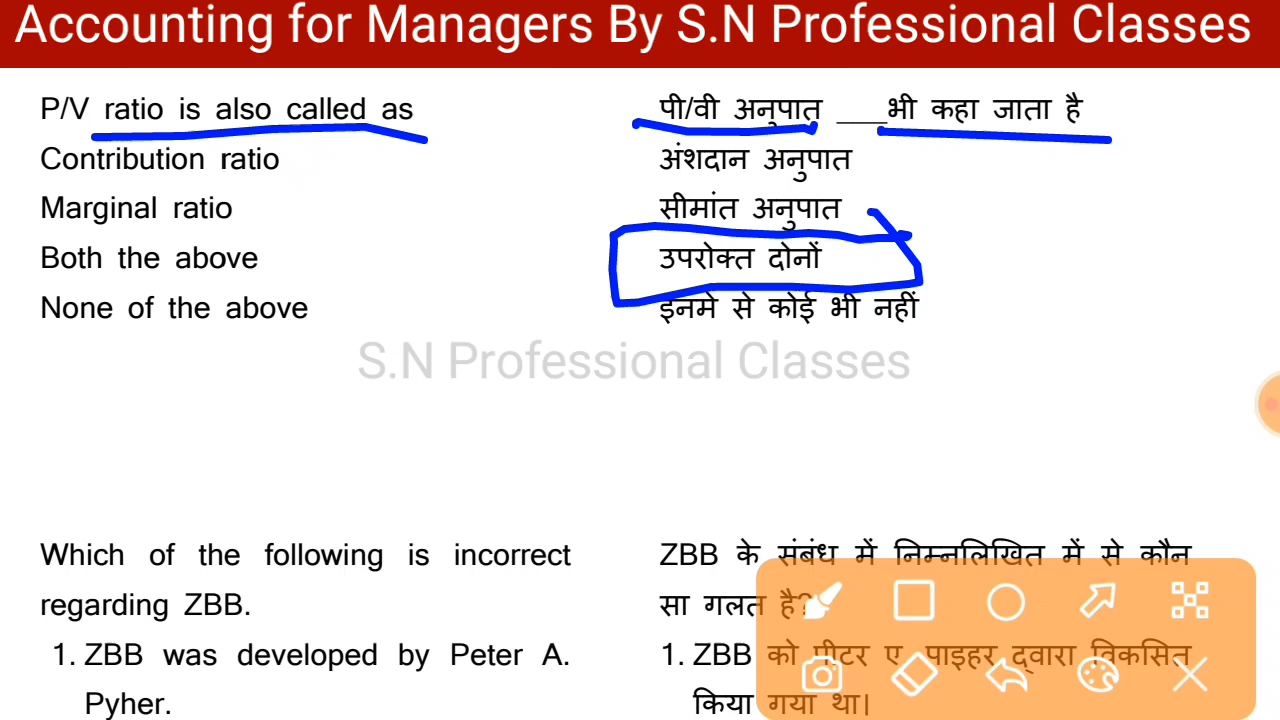 Accounting for Managers By S.N Professional Classes
P/V ratio is also called as
Contribution ratio
Marginal ratio
Both the above
None of the above
पी/वी अनुपात ___भी कहा जाता है
अंशदान अनुपात
सीमांत अनुपात
उपरोक्त दोनों
इनमे से कोई भी नहीं
S.N Professional Classes
Which of the following is incorrect
regarding ZBB.
1. ZBB was developed by Peter A.
Pyher.
ZBB के संबंध में निम्नलिखित में से कौन
सा गलत है?
1. ZBB को पीटर ए पाइहर द्वारा विकसित
किया गया था।